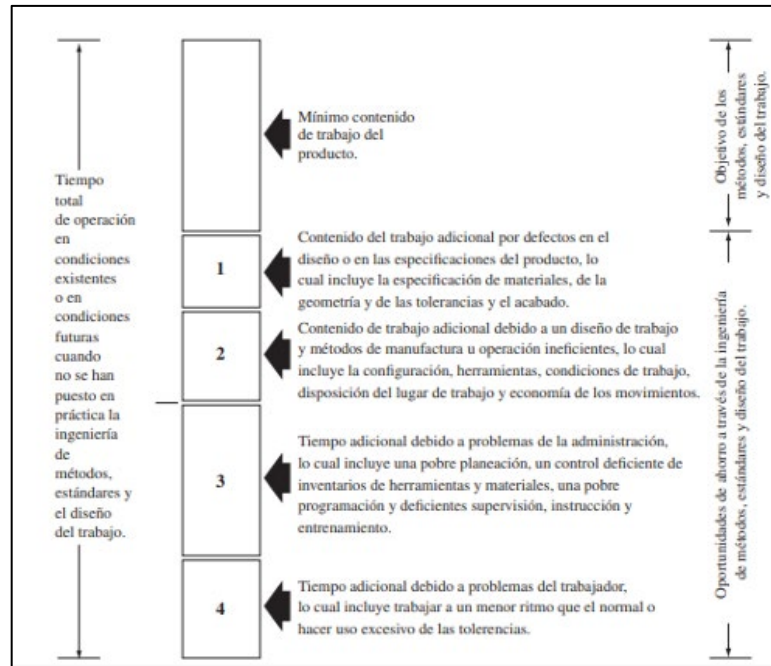 Mínimo contenido
de trabajo del
producto.
Objetivo de los
métodos, estándares
y diseño del trabajo.
Tiempo
total
de operación
en
condiciones
existentes
o en
condiciones
futuras
cuando
no se han
puesto en
práctica la
ingeniería
de
métodos,
estándares y
el diseño
del trabajo.
1
Contenido del trabajo adicional por defectos en el
diseño o en las especificaciones del producto, lo
cual incluye la especificación de materiales, de la
geometría y de las tolerancias y el acabado.
2
Contenido de trabajo adicional debido a un diseño de trabajo
y métodos de manufactura u operación ineficientes, lo cual
incluye la configuración, herramientas, condiciones de trabajo,
disposición del lugar de trabajo y economía de los movimientos.
3
Tiempo adicional debido a problemas de la administración,
lo cual incluye una pobre planeación, un control deficiente de
inventarios de herramientas y materiales, una pobre
programación y deficientes supervisión, instrucción y
entrenamiento.
4
Tiempo adicional debido a problemas del trabajador,
lo cual incluye trabajar a un menor ritmo que el normal o
hacer uso excesivo de las tolerencias.
Oportunidades de ahorro a través de la ingeniería
de métodos, estándares y diseño del trabajo.